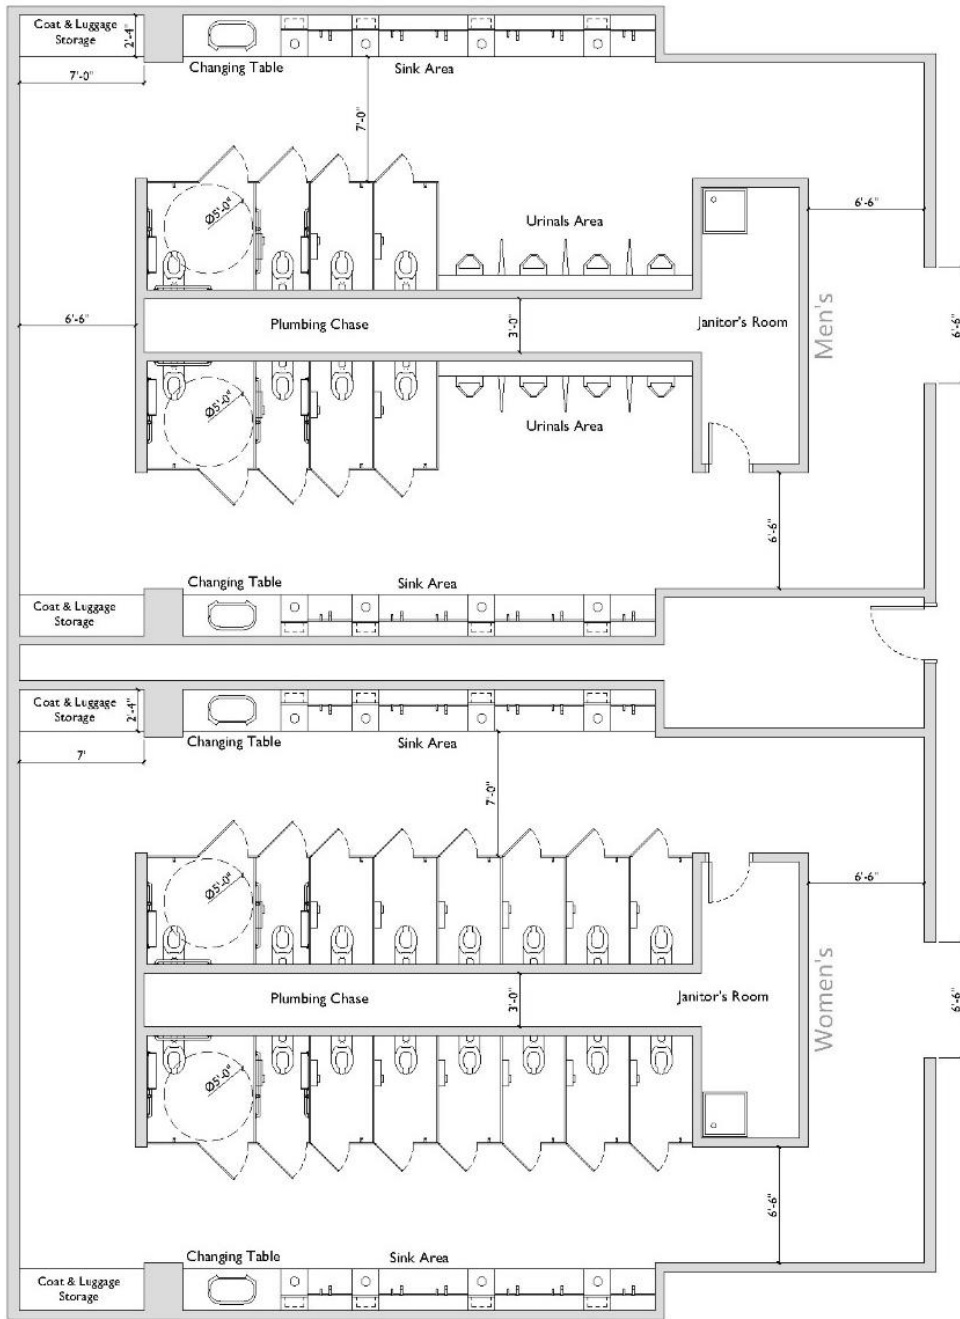 Coat & Luggage
Storage
2'-4"
Changing Table
Sink Area
7'-0"
7'-0"
Ø5'-0"
Urinals Area
6'-6"
6'-6"
Plumbing Chase
3'-0"
Janitor's Room
Men's
6'-6"
Ø5'-0"
Urinals Area
6'-6"
Changing Table
Sink Area
Coat & Luggage
Storage
Coat & Luggage
Storage
2'-4"
Changing Table
Sink Area
7'
7'-0"
Ø5'-0"
6'-6"
Plumbing Chase
3'-0"
Janitor's Room
Women's
6'-6"
Ø5'-0"
6'-6"
Changing Table
Sink Area
Coat & Luggage
Storage